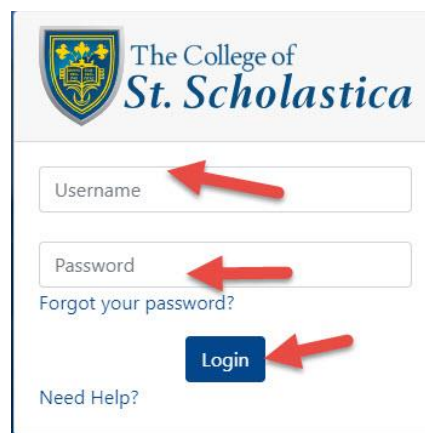 The College of
St. Scholastica
Username
Password
Forgot your password?
Login
Need Help?